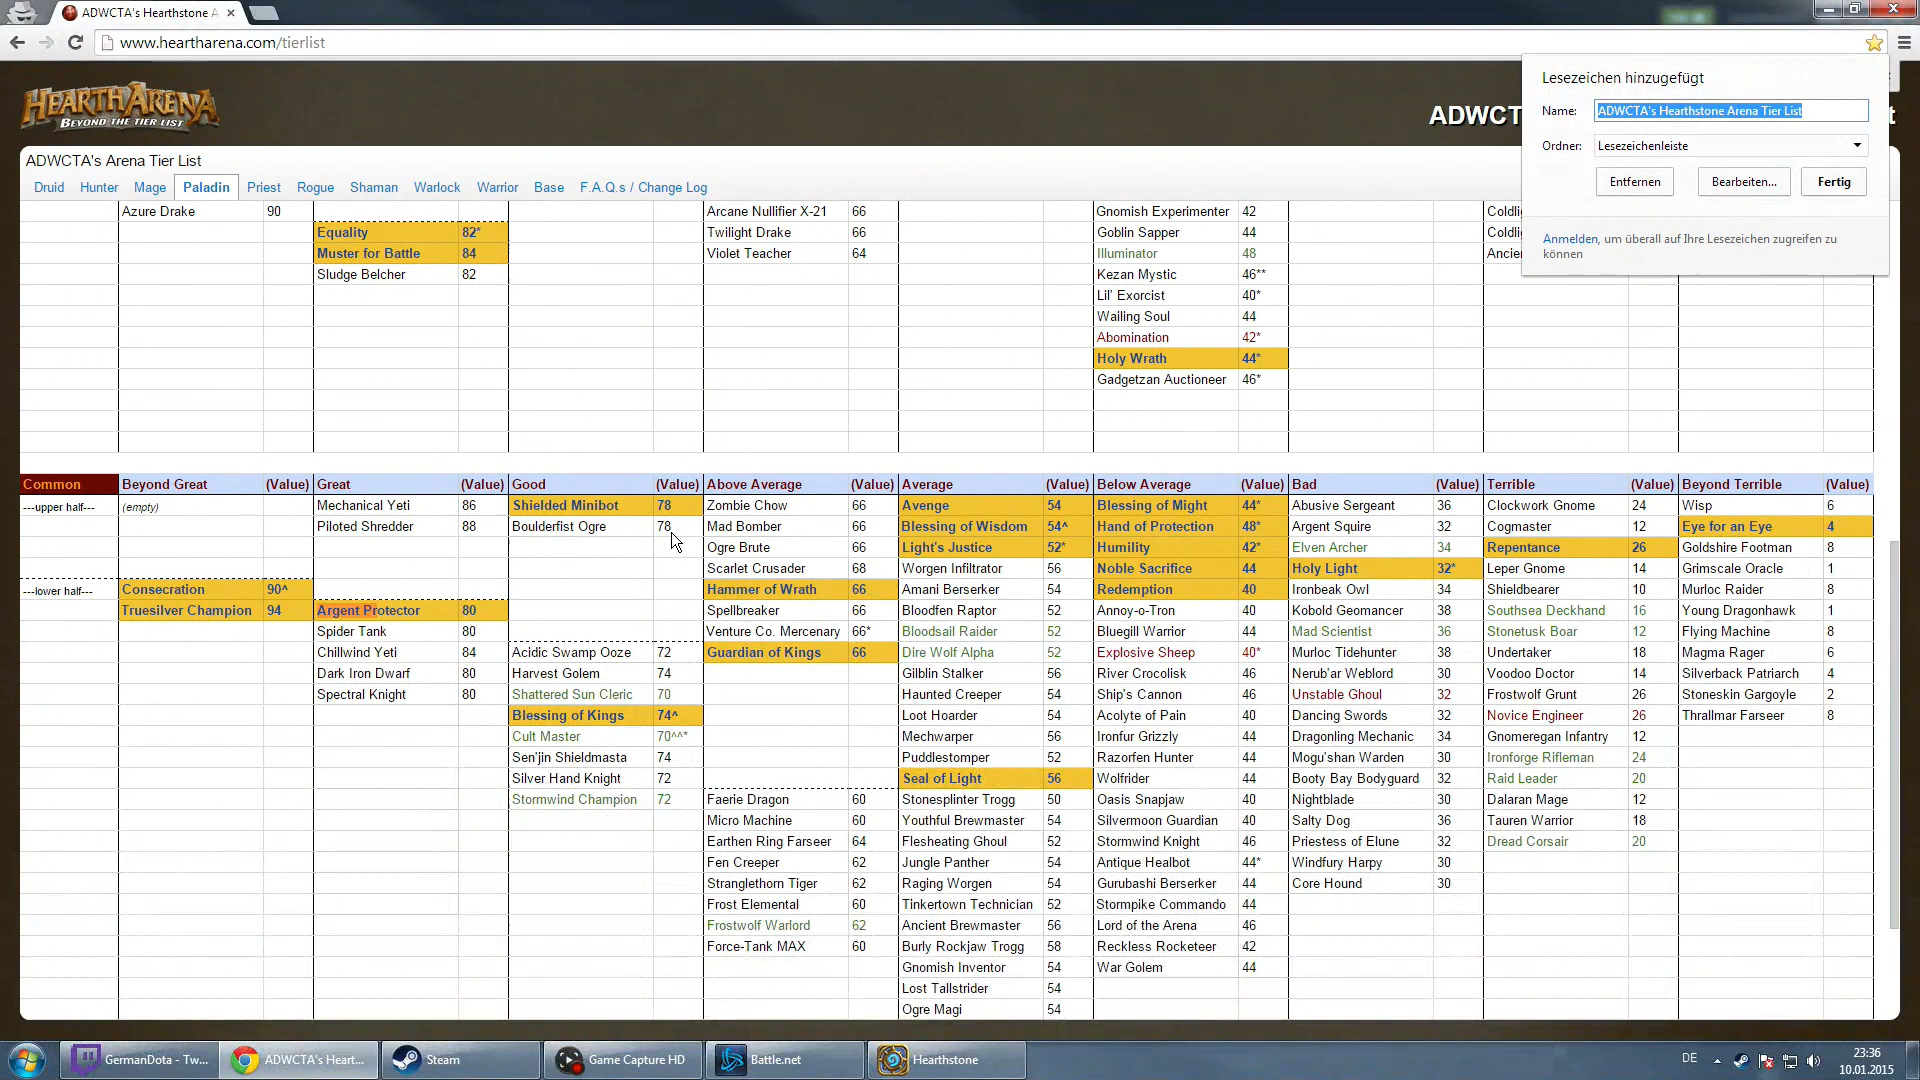 ADWCTA's Hearthstone A
www.heartharena.com/tierlist
Lesezeichen hinzugefügt
Name: ADWCTA's Hearthstone Arena Tier List
Ordner: Lesezeichenleiste
Entfernen Bearbeiten... Fertig
Anmelden, um überall auf Ihre Lesezeichen zugreifen zu
können
HEARTHARENA
BEYOND THE TIER LIST
ADWCT
ADWCTA's Arena Tier List
Druid Hunter Mage Paladin Priest Rogue Shaman Warlock Warrior Base F.A.Q.s / Change Log
Azure Drake 90 Arcane Nullifier X-21 66 Gnomish Experimenter 42 Coldli
Equality 82* Twilight Drake 66 Goblin Sapper 44 Coldli
Muster for Battle 84 Violet Teacher 64 Illuminator 48 Ancien
Sludge Belcher 82 Kezan Mystic 46**
Lil' Exorcist 40*
Wailing Soul 44
Abomination 42*
Holy Wrath 44*
Gadgetzan Auctioneer 46*
Common Beyond Great (Value) Great (Value) Good (Value) Above Average (Value) Average (Value) Below Average (Value) Bad (Value) Terrible (Value) Beyond Terrible (Value)
---upper half--- (empty) Mechanical Yeti 86 Shielded Minibot 78 Zombie Chow 66 Avenge 54 Blessing of Might 44* Abusive Sergeant 36 Clockwork Gnome 24 Wisp 6
Piloted Shredder 88 Boulderfist Ogre 78 Mad Bomber 66 Blessing of Wisdom 54^ Hand of Protection 48* Argent Squire 32 Cogmaster 12 Eye for an Eye 4
Ogre Brute 66 Light's Justice 52* Humility 42* Elven Archer 34 Repentance 26 Goldshire Footman 8
Scarlet Crusader 68 Worgen Infiltrator 56 Noble Sacrifice 44 Holy Light 32* Leper Gnome 14 Grimscale Oracle 1
---lower half--- Consecration 90^ Hammer of Wrath 66 Amani Berserker 54 Redemption 40 Ironbeak Owl 34 Shieldbearer 10 Murloc Raider 8
Truesilver Champion 94 Argent Protector 80 Spellbreaker 66 Bloodfen Raptor 52 Annoy-o-Tron 40 Kobold Geomancer 38 Southsea Deckhand 16 Young Dragonhawk 1
Spider Tank 80 Venture Co. Mercenary 66* Bloodsail Raider 52 Bluegill Warrior 44 Mad Scientist 36 Stonetusk Boar 12 Flying Machine 8
Chillwind Yeti 84 Acidic Swamp Ooze 72 Guardian of Kings 66 Dire Wolf Alpha 52 Explosive Sheep 40* Murloc Tidehunter 38 Undertaker 18 Magma Rager 6
Dark Iron Dwarf 80 Harvest Golem 74 Gilblin Stalker 56 River Crocolisk 46 Nerub'ar Weblord 30 Voodoo Doctor 14 Silverback Patriarch 4
Spectral Knight 80 Shattered Sun Cleric 70 Haunted Creeper 54 Ship's Cannon 46 Unstable Ghoul 32 Frostwolf Grunt 26 Stoneskin Gargoyle 2
Blessing of Kings 74^ Loot Hoarder 54 Acolyte of Pain 40 Dancing Swords 32 Novice Engineer 26 Thrallmar Farseer 8
Cult Master 70^^* Mechwarper 56 Ironfur Grizzly 44 Dragonling Mechanic 34 Gnomeregan Infantry 12
Sen'jin Shieldmasta 74 Puddlestomper 52 Razorfen Hunter 44 Mogu'shan Warden 30 Ironforge Rifleman 24
Silver Hand Knight 72 Seal of Light 56 Wolfrider 44 Booty Bay Bodyguard 32 Raid Leader 20
Stormwind Champion 72 Faerie Dragon 60 Stonesplinter Trogg 50 Oasis Snapjaw 40 Nightblade 30 Dalaran Mage 12
Micro Machine 60 Youthful Brewmaster 54 Silvermoon Guardian 40 Salty Dog 36 Tauren Warrior 18
Earthen Ring Farseer 64 Flesheating Ghoul 52 Stormwind Knight 46 Priestess of Elune 32 Dread Corsair 20
Fen Creeper 62 Jungle Panther 54 Antique Healbot 44* Windfury Harpy 30
Stranglethorn Tiger 62 Raging Worgen 54 Gurubashi Berserker 44 Core Hound 30
Frost Elemental 60 Tinkertown Technician 52 Stormpike Commando 44
Frostwolf Warlord 62 Ancient Brewmaster 56 Lord of the Arena 46
Force-Tank MAX 60 Burly Rockjaw Trogg 58 Reckless Rocketeer 42
Gnomish Inventor 54 War Golem 44
Lost Tallstrider 54
Ogre Magi 54
GermanDota - Tw... ADWCTA's Heart... Steam Game Capture HD Battle.net Hearthstone DE 23:36
10.01.2015